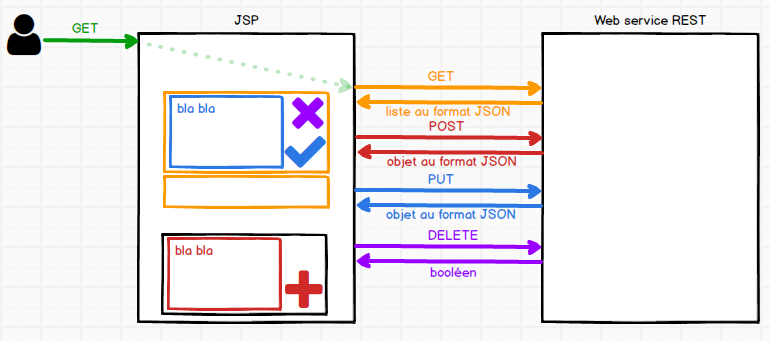 JSP
Web service REST
GET
GET
liste au format JSON
bla bla
POST
objet au format JSON
PUT
objet au format JSON
DELETE
bla bla
booléen